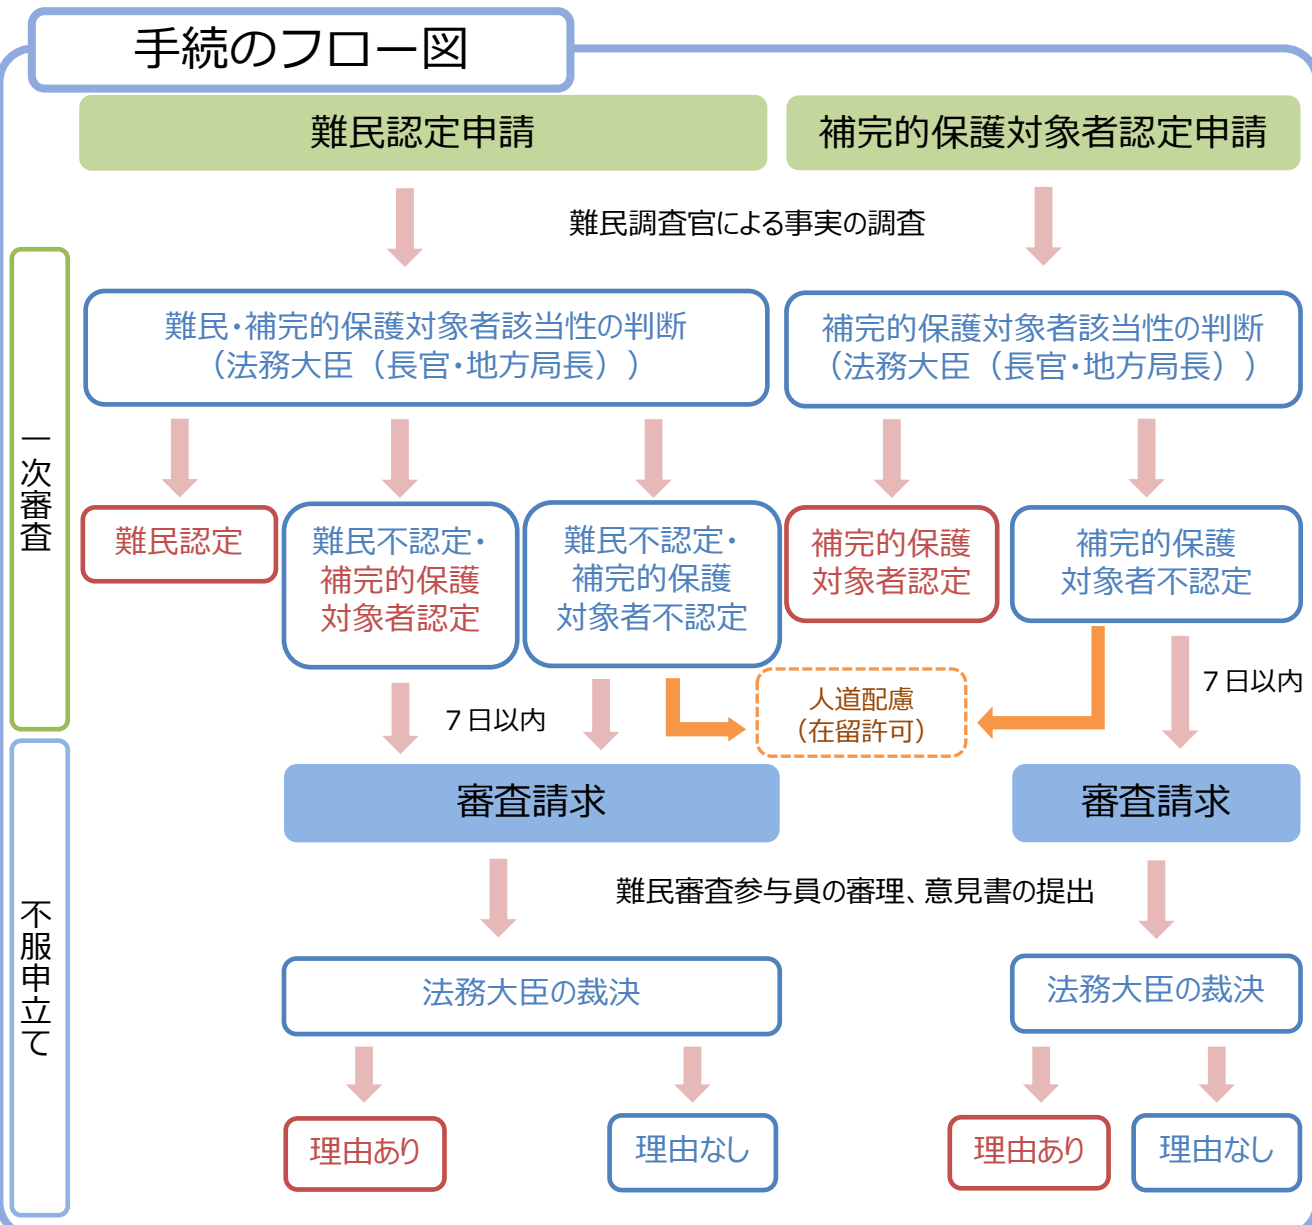 手続のフロー図
難民認定申請
補完的保護対象者認定申請
難民調査官による事実の調査
一次審査
難民・補完的保護対象者該当性の判断
（法務大臣（長官・地方局長））
補完的保護対象者該当性の判断
（法務大臣（長官・地方局長））
難民認定
難民不認定・
補完的保護
対象者認定
難民不認定・
補完的保護
対象者不認定
補完的保護
対象者認定
補完的保護
対象者不認定
７日以内
人道配慮
（在留許可）
７日以内
不服申立て
審査請求
審査請求
難民審査参与員の審理、意見書の提出
法務大臣の裁決
法務大臣の裁決
理由あり
理由なし
理由あり
理由なし